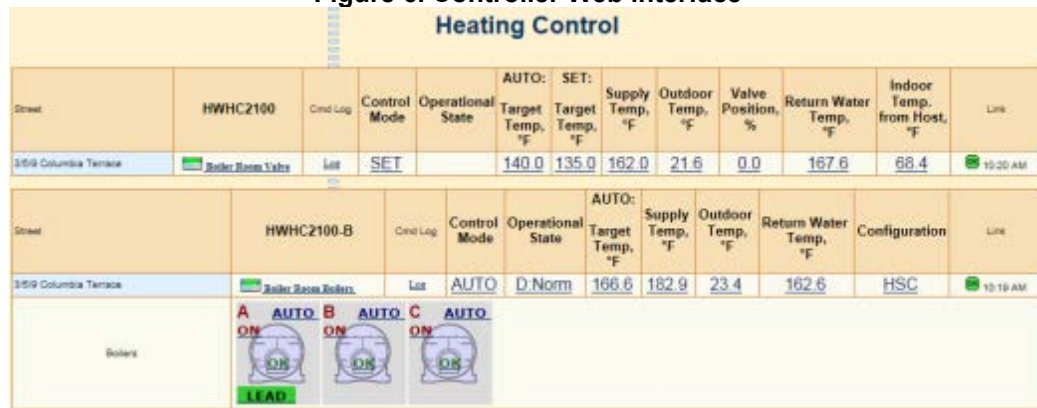 Figure 6. Controller Web Interface
Heating Control
Street HWHC2100 Cmd Log Control Mode Operational State AUTO: Target Temp, °F SET: Target Temp, °F Supply Temp, °F Outdoor Temp, °F Valve Position, % Return Water Temp, °F Indoor Temp. from Host, °F Link
3/5/9 Columbia Terrace Boiler Room Valve Log SET 140.0 135.0 162.0 21.6 0.0 167.6 68.4 10:20 AM
Street HWHC2100-B Cmd Log Control Mode Operational State AUTO: Target Temp, °F Supply Temp, °F Outdoor Temp, °F Return Water Temp, °F Configuration Link
3/5/9 Columbia Terrace Boiler Room Boilers Log AUTO D:Norm 166.6 182.9 23.4 162.6 HSC 10:19 AM
Boilers
A AUTO B AUTO C AUTO
ON ON ON
OK OK OK
LEAD